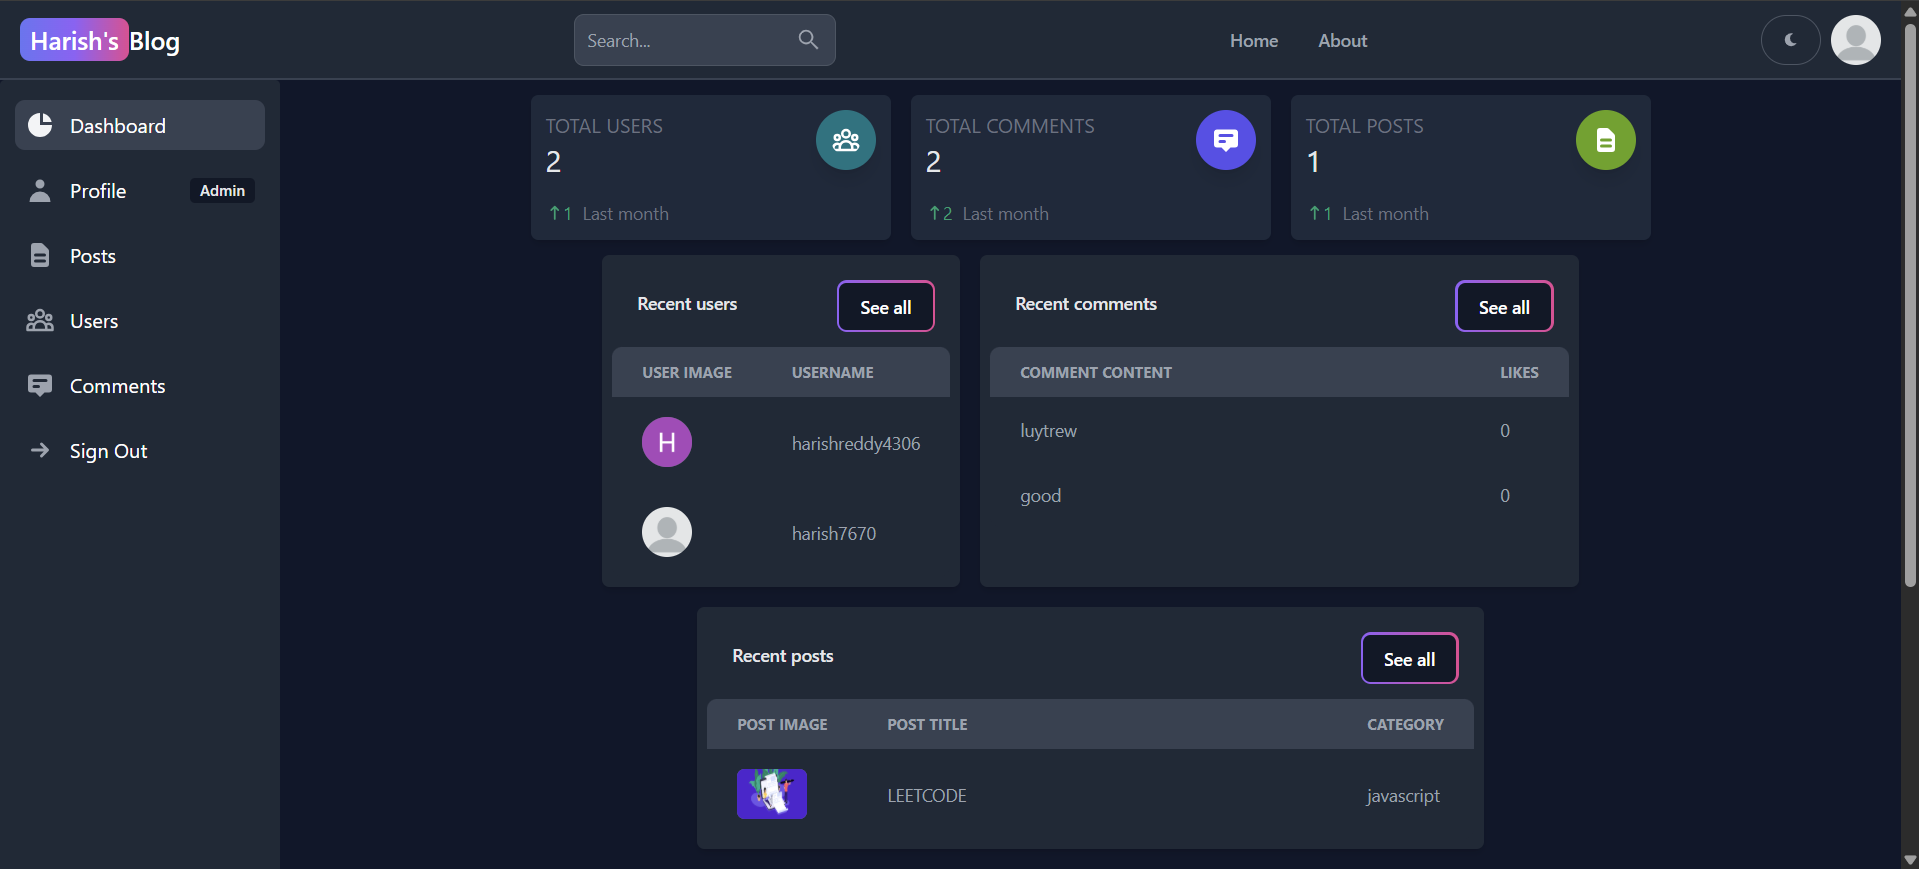 Harish's Blog
Search...
Home
About
Dashboard
Profile
Admin
Posts
Users
Comments
Sign Out
TOTAL USERS
2
↑1 Last month
TOTAL COMMENTS
2
↑2 Last month
TOTAL POSTS
1
↑1 Last month
Recent users
See all
USER IMAGE USERNAME
H harishreddy4306
harish7670
Recent comments
See all
COMMENT CONTENT LIKES
luytrew 0
good 0
Recent posts
See all
POST IMAGE POST TITLE CATEGORY
LEETCODE javascript